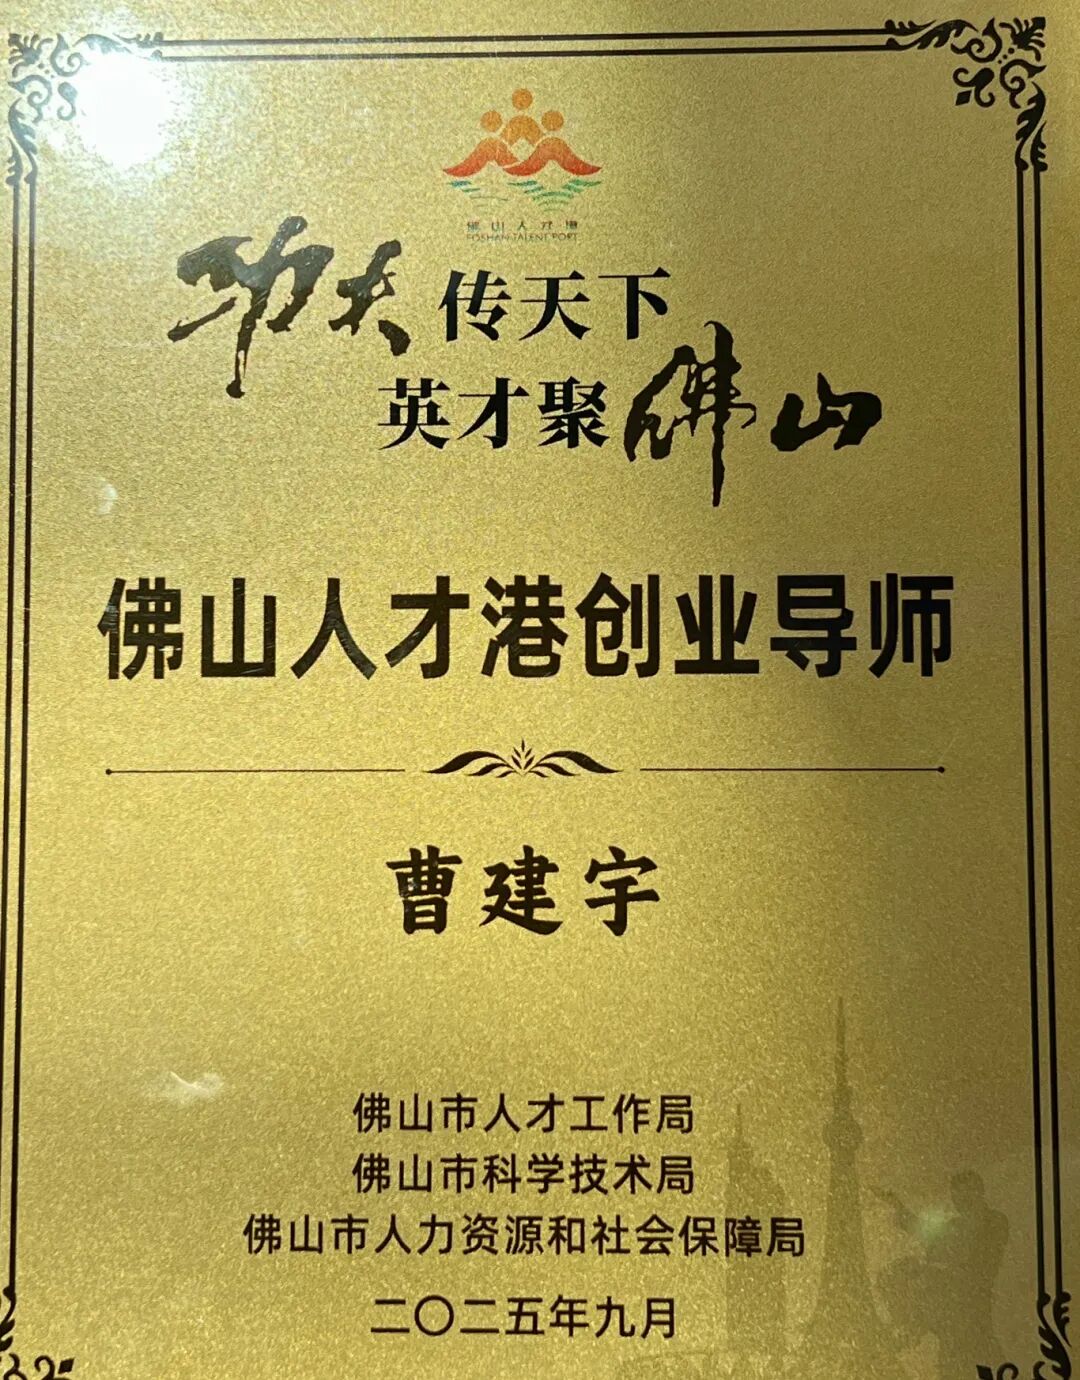 佛山人才港
FOSHAN TALENT PORT
功夫传天下
英才聚佛山
佛山人才港创业导师
曹建宇
佛山市人才工作局
佛山市科学技术局
佛山市人力资源和社会保障局
二〇二五年九月